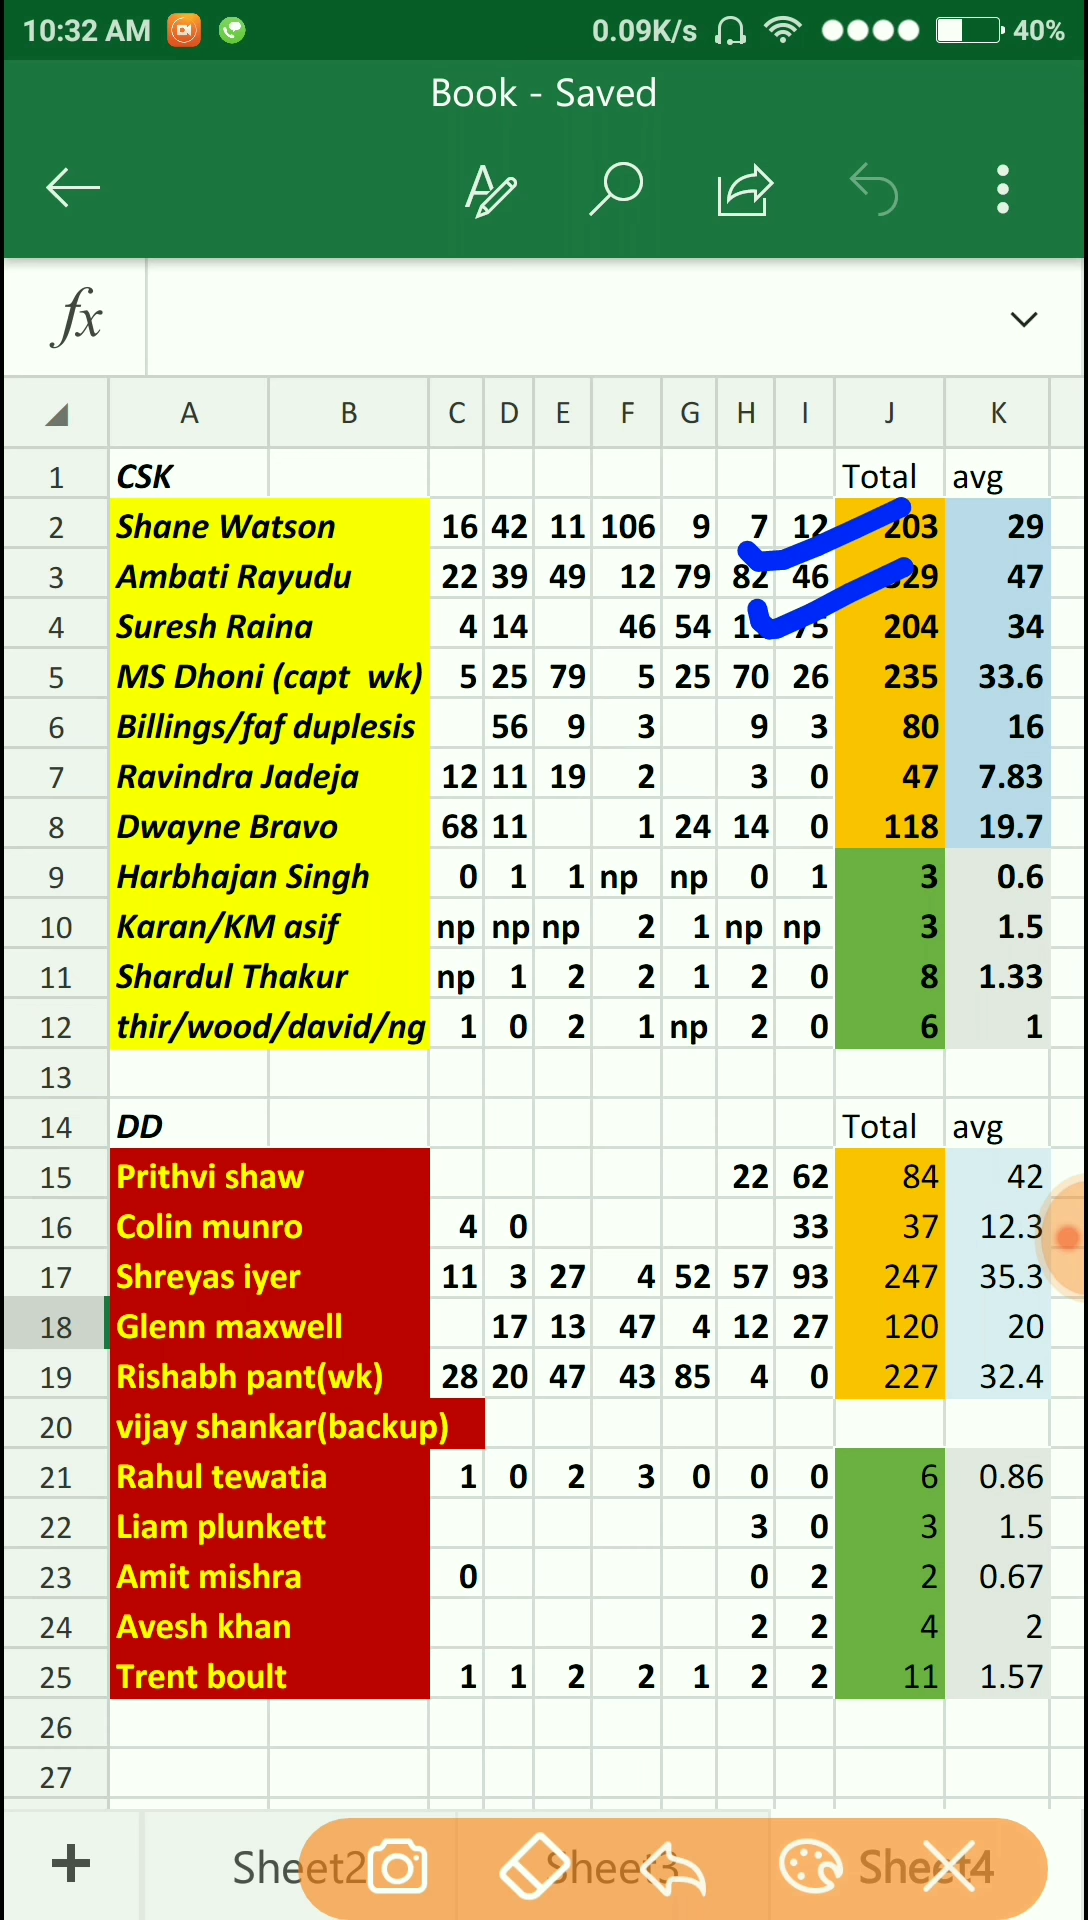 10:32 AM 0.09K/s 40%
Book - Saved
fx
A B C D E F G H I J K
1 CSK Total avg
2 Shane Watson 16 42 11 106 9 7 12 203 29
3 Ambati Rayudu 22 39 49 12 79 82 46 329 47
4 Suresh Raina 4 14 46 54 11 75 204 34
5 MS Dhoni (capt wk) 5 25 79 5 25 70 26 235 33.6
6 Billings/faf duplesis 56 9 3 9 3 80 16
7 Ravindra Jadeja 12 11 19 2 3 0 47 7.83
8 Dwayne Bravo 68 11 1 24 14 0 118 19.7
9 Harbhajan Singh 0 1 1 np np 0 1 3 0.6
10 Karan/KM asif np np np 2 1 np np 3 1.5
11 Shardul Thakur np 1 2 2 1 2 0 8 1.33
12 thir/wood/david/ng 1 0 2 1 np 2 0 6 1
13
14 DD Total avg
15 Prithvi shaw 22 62 84 42
16 Colin munro 4 0 33 37 12.3
17 Shreyas iyer 11 3 27 4 52 57 93 247 35.3
18 Glenn maxwell 17 13 47 4 12 27 120 20
19 Rishabh pant(wk) 28 20 47 43 85 4 0 227 32.4
20 vijay shankar(backup)
21 Rahul tewatia 1 0 2 3 0 0 0 6 0.86
22 Liam plunkett 3 0 3 1.5
23 Amit mishra 0 0 2 2 0.67
24 Avesh khan 2 2 4 2
25 Trent boult 1 1 2 2 1 2 2 11 1.57
26
27
+ Sheet2 Sheet3 Sheet4